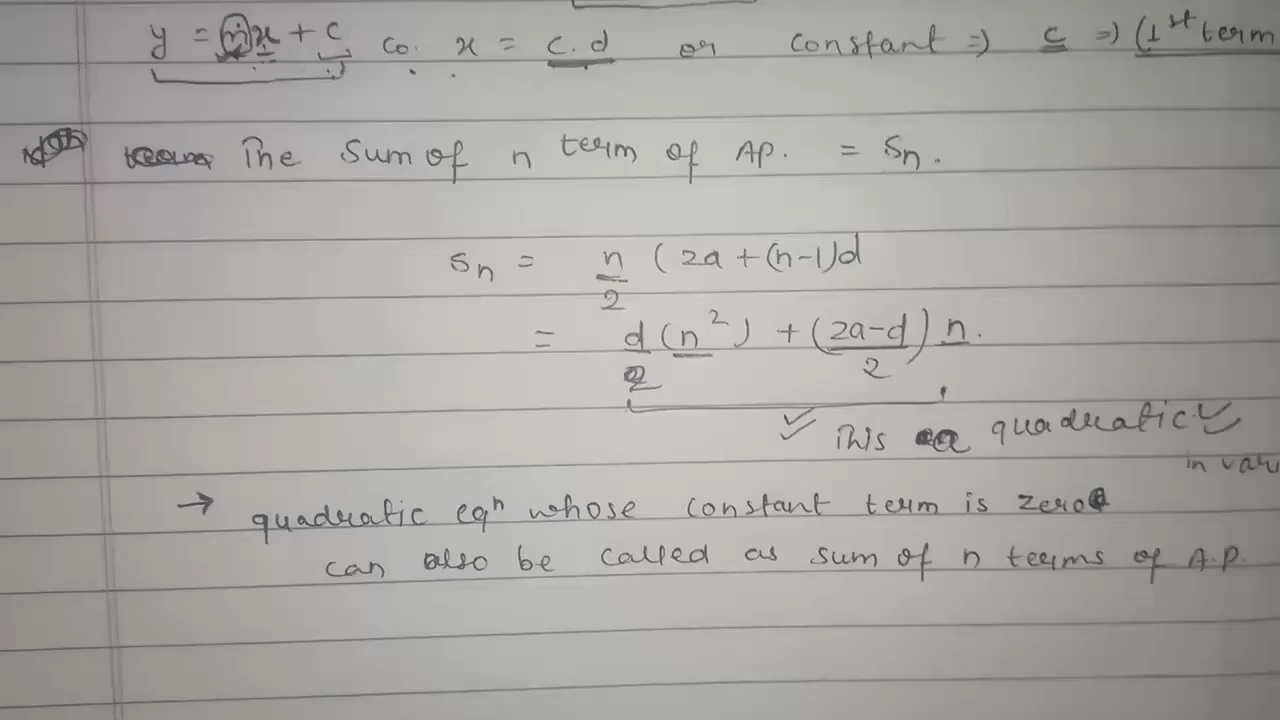 y = mx + c co. x = c.d or constant => c => (1st term
The sum of n term of AP. = Sn.
Sn = n/2 (2a + (n-1)d
= d/2 (n²) + (2a-d)/2 n.
This quadratic
in var
→ quadratic eqn whose constant term is zero
can also be called as sum of n terms of A.P.